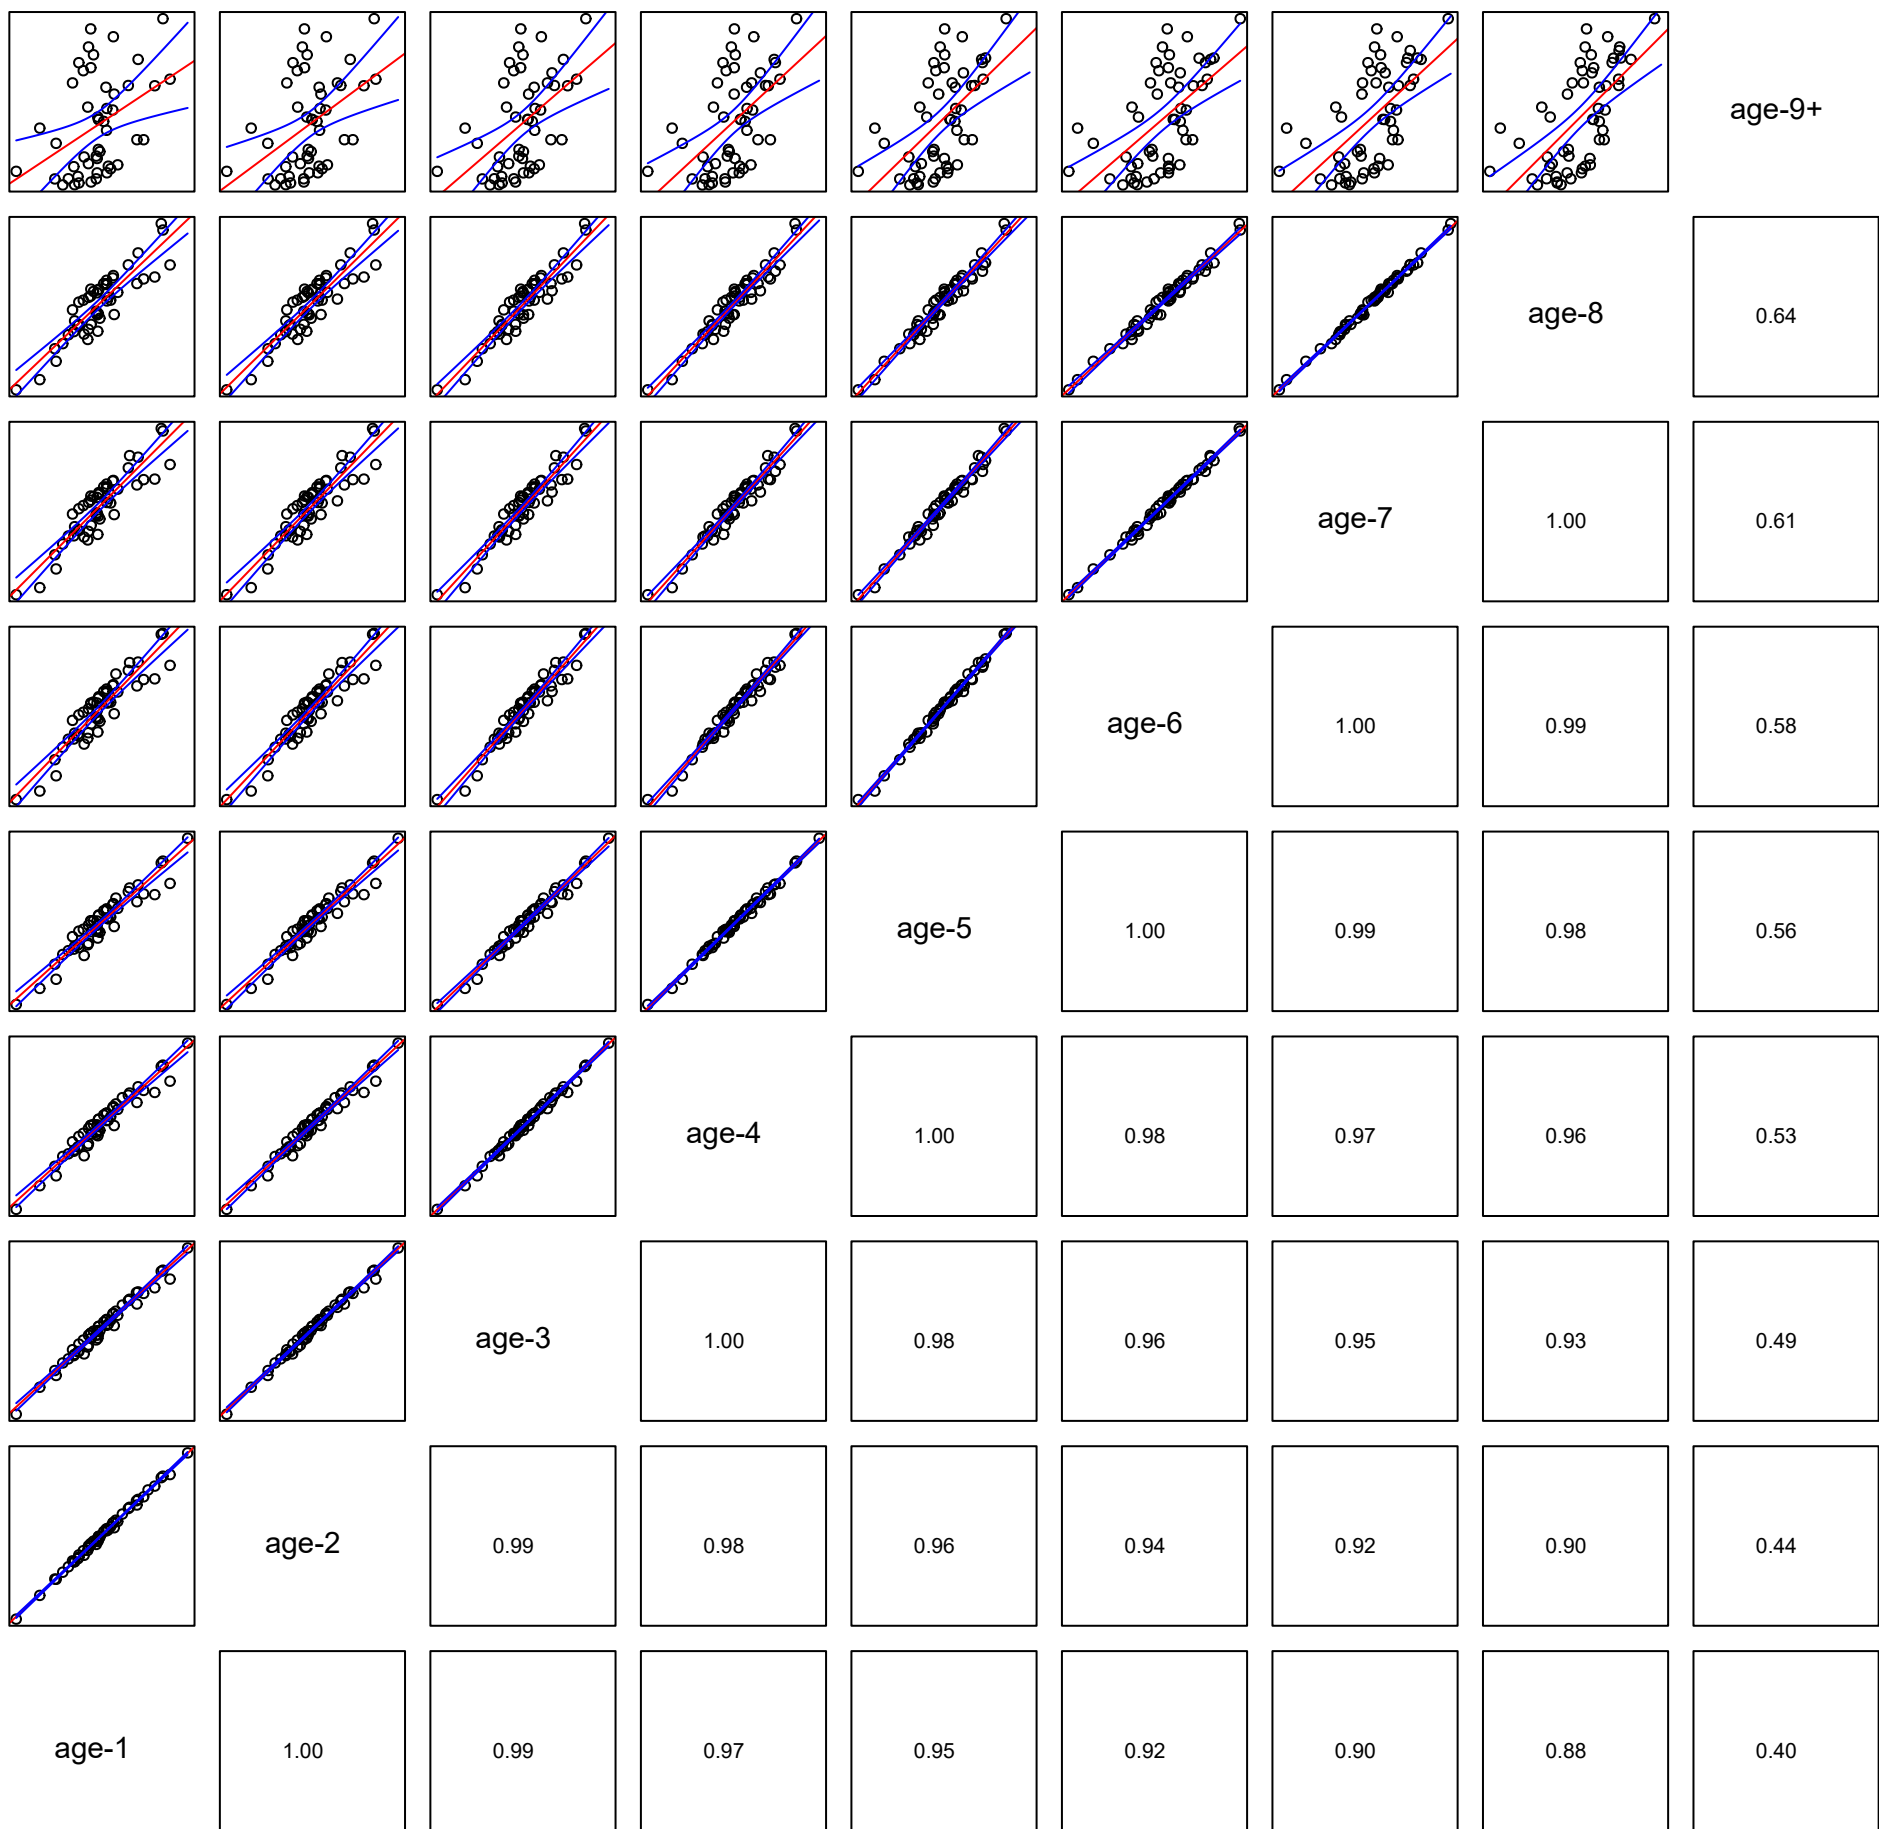 age-9+
age-8 0.64
age-7 1.00 0.61
age-6 1.00 0.99 0.58
age-5 1.00 0.99 0.98 0.56
age-4 1.00 0.98 0.97 0.96 0.53
age-3 1.00 0.98 0.96 0.95 0.93 0.49
age-2 0.99 0.98 0.96 0.94 0.92 0.90 0.44
age-1 1.00 0.99 0.97 0.95 0.92 0.90 0.88 0.40